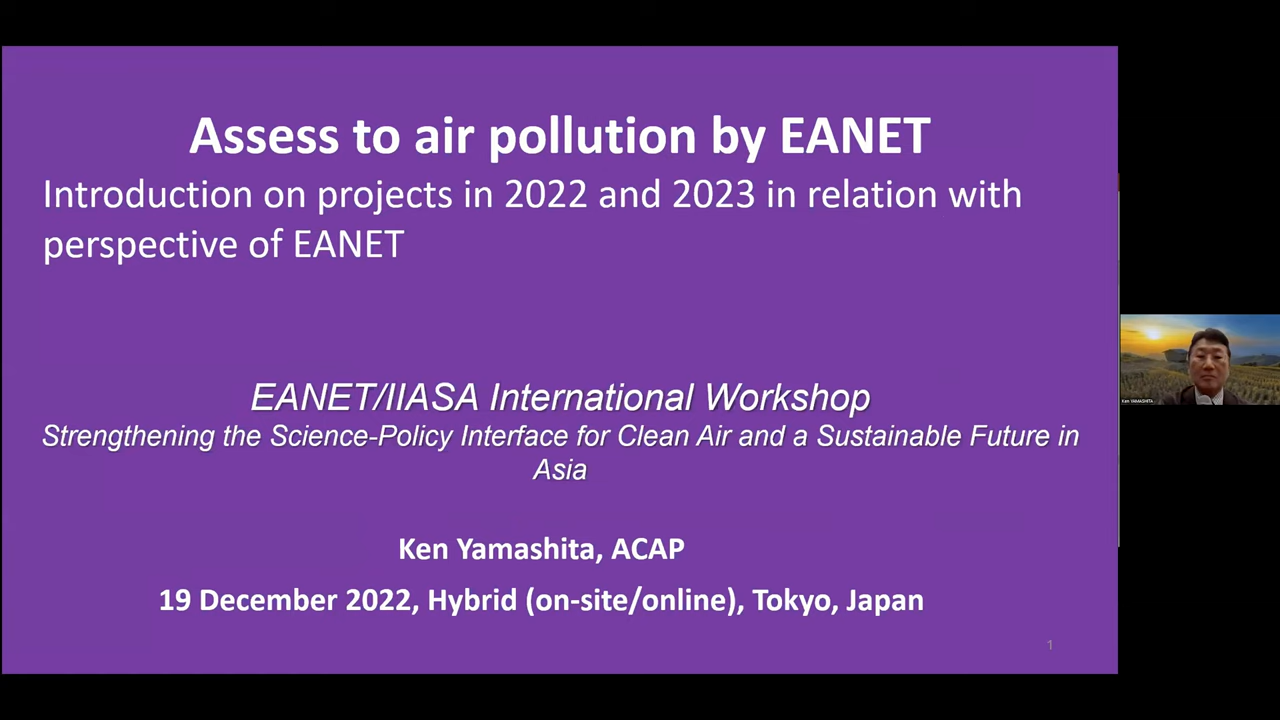 Assess to air pollution by EANET
Introduction on projects in 2022 and 2023 in relation with
perspective of EANET
EANET/IIASA International Workshop
Strengthening the Science-Policy Interface for Clean Air and a Sustainable Future in
Asia
Ken Yamashita, ACAP
19 December 2022, Hybrid (on-site/online), Tokyo, Japan
1
Ken YAMASHITA